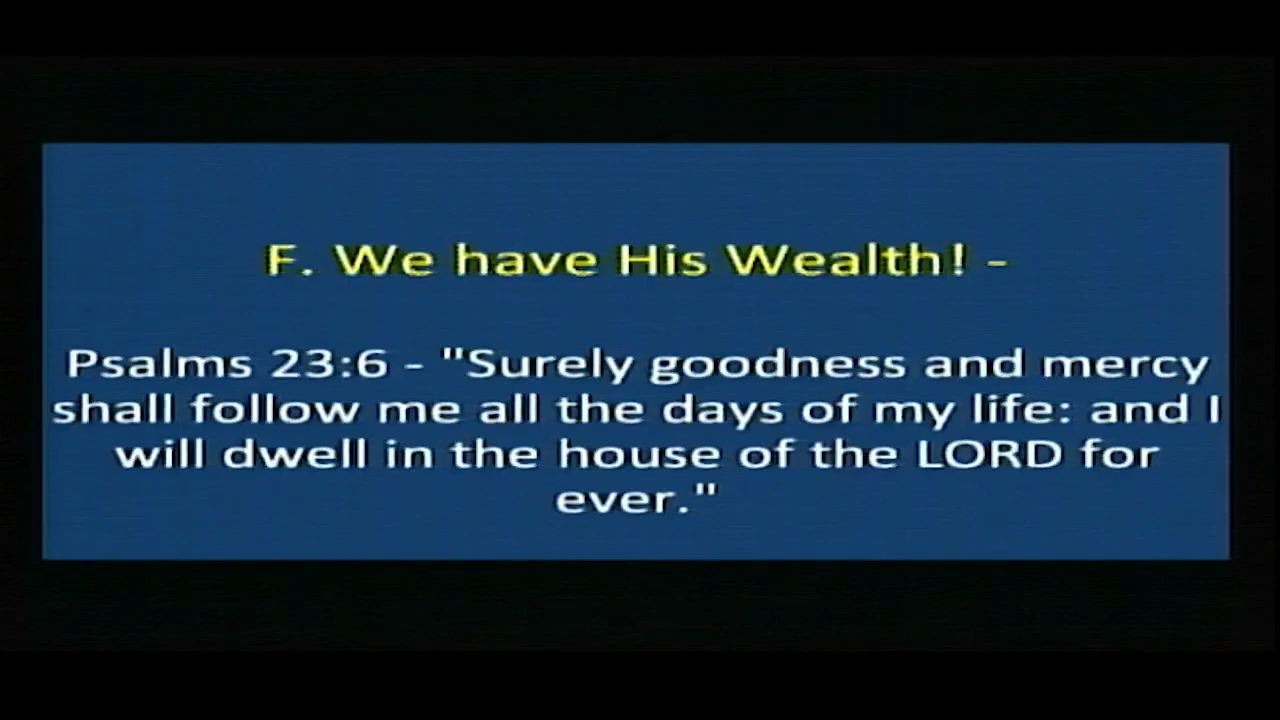 F. We have His Wealth! -
Psalms 23:6 - "Surely goodness and mercy
shall follow me all the days of my life: and I
will dwell in the house of the LORD for
ever."